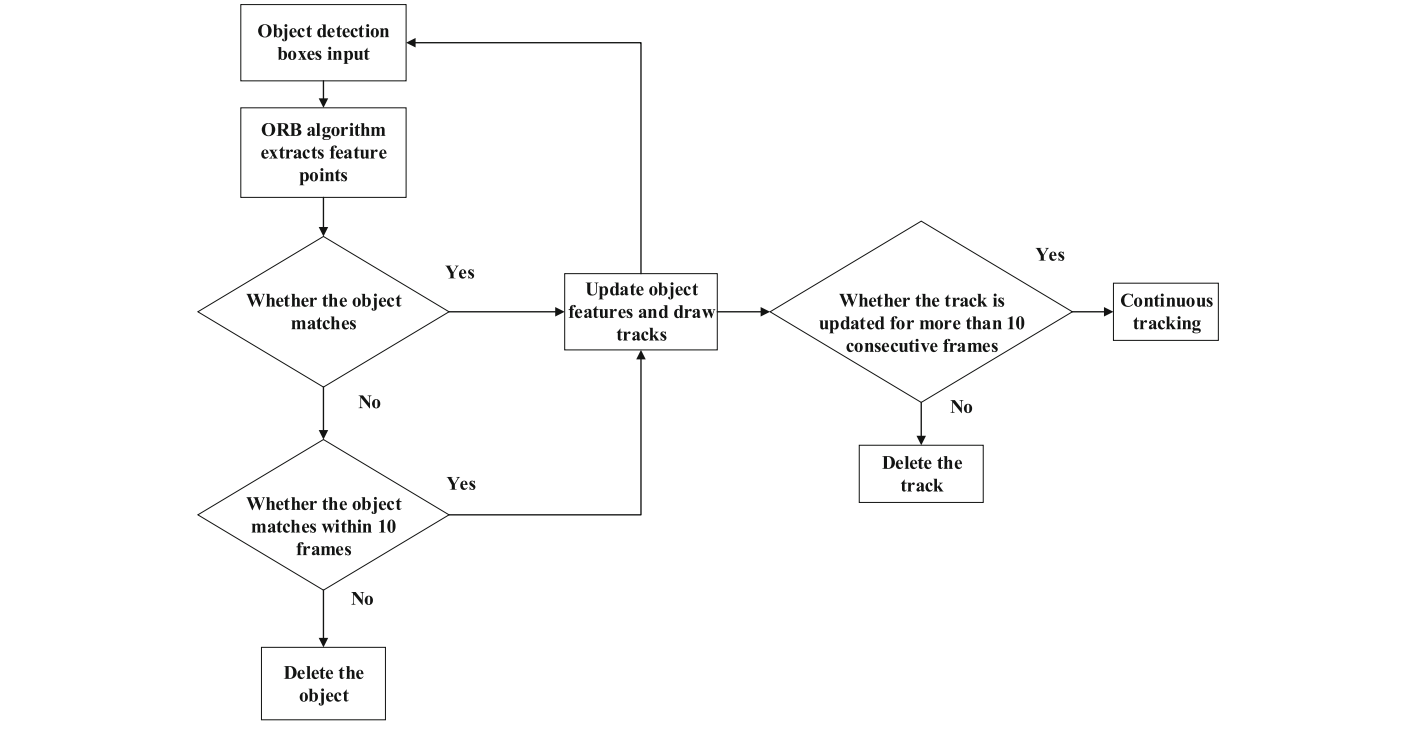 Object detection
boxes input
ORB algorithm
extracts feature
points
Whether the object
matches
Yes
No
Update object
features and draw
tracks
Whether the track is
updated for more than 10
consecutive frames
Yes
Continuous
tracking
No
Delete the
track
Whether the object
matches within 10
frames
Yes
No
Delete the
object